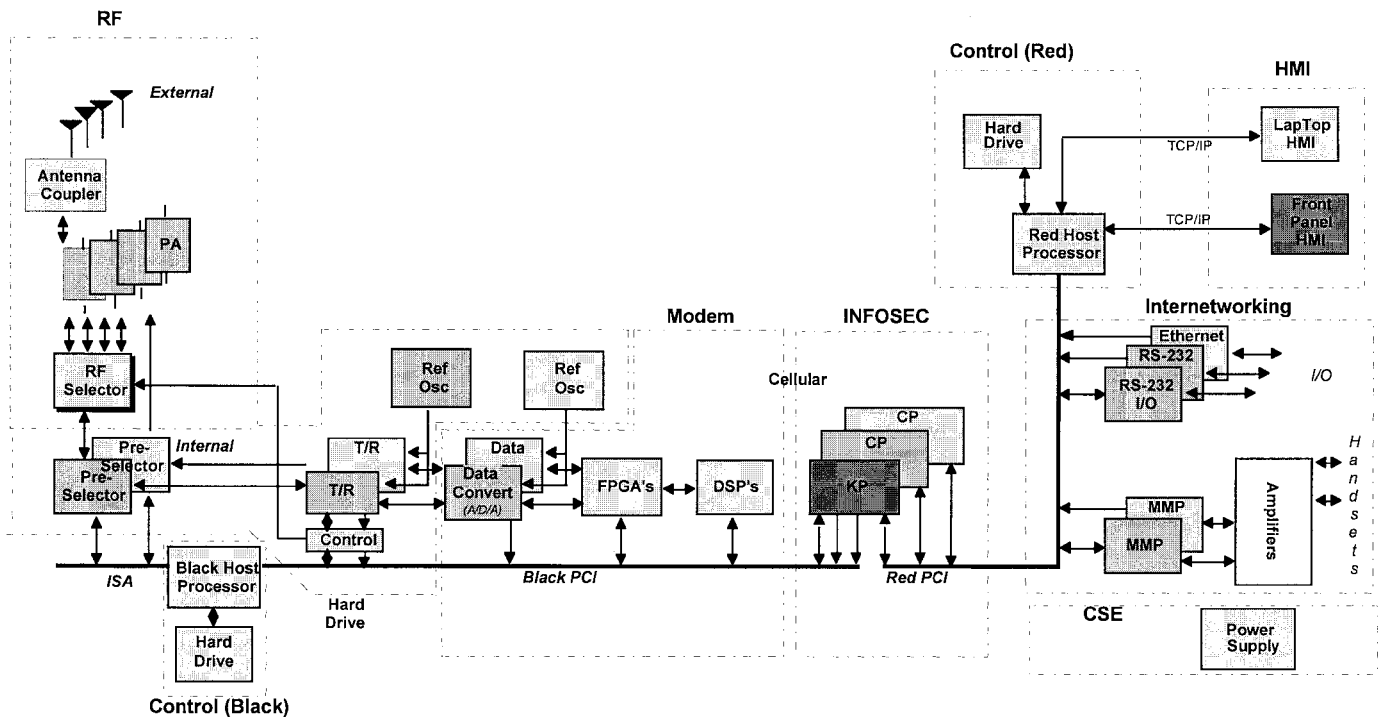 RF
External
Antenna
Coupler
PA
RF
Selector
Pre-
Selector
Internal
Pre-
Selector
ISA
Black Host
Processor
Hard
Drive
Control (Black)
Hard
Drive
Ref
Osc
Ref
Osc
T/R
T/R
Control
Data
Data
Convert
(A/D/A)
FPGA's
DSP's
Modem
Black PCI
INFOSEC
Cellular
CP
CP
KP
Red PCI
Control (Red)
Hard
Drive
Red Host
Processor
TCP/IP
TCP/IP
HMI
LapTop
HMI
Front
Panel
HMI
Internetworking
Ethernet
RS-232
RS-232
I/O
I/O
MMP
MMP
Amplifiers
Handsets
CSE
Power
Supply